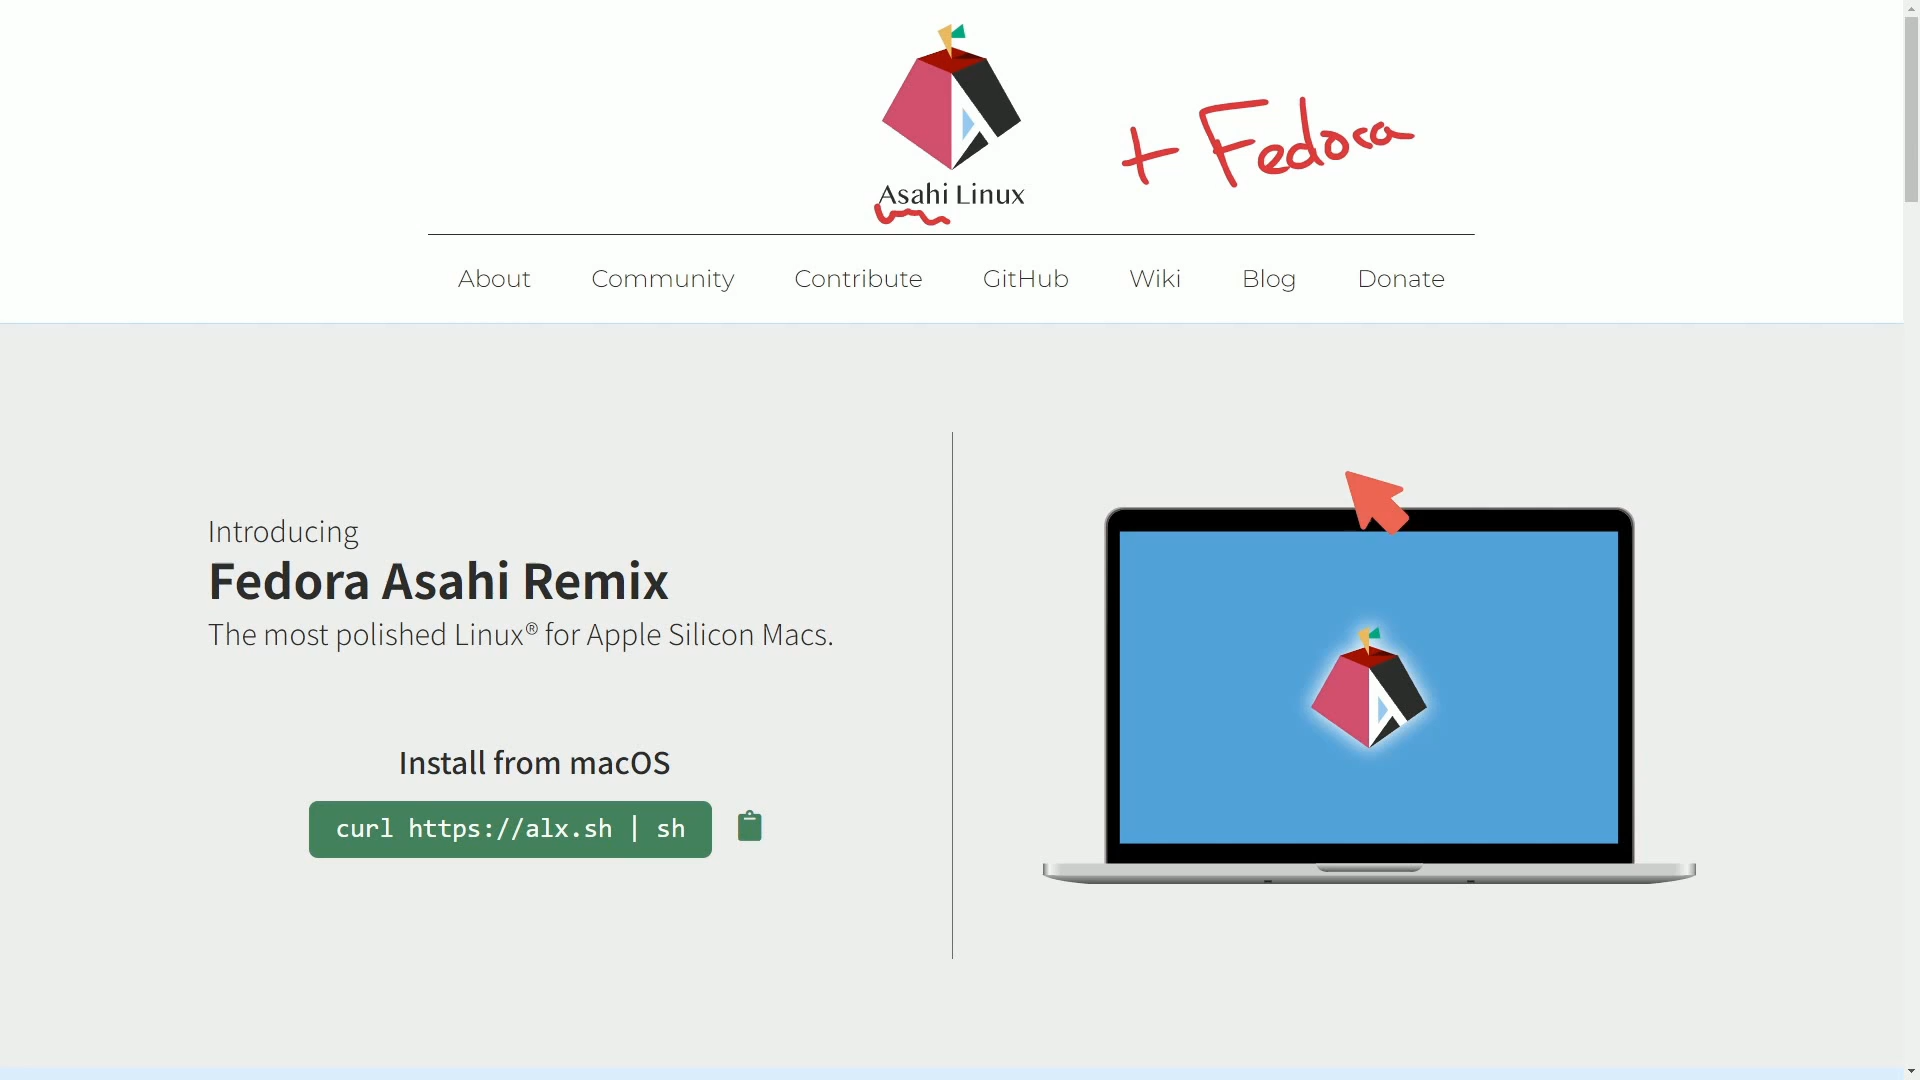 Asahi Linux
+ Fedora
About Community Contribute GitHub Wiki Blog Donate
Introducing
Fedora Asahi Remix
The most polished Linux® for Apple Silicon Macs.
Install from macOS
curl https://alx.sh | sh